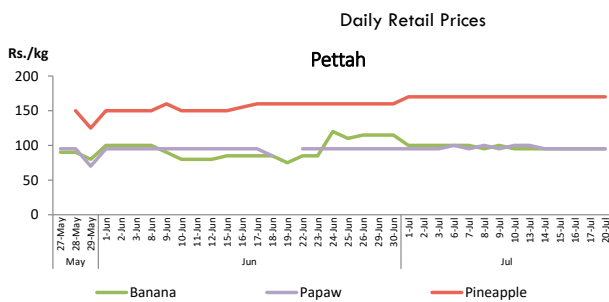 Daily Retail Prices
Rs./kg
Pettah
200
150
100
50
0
27-May 28-May 29-May 1-Jun 2-Jun 3-Jun 8-Jun 9-Jun 10-Jun 11-Jun 12-Jun 15-Jun 16-Jun 17-Jun 18-Jun 19-Jun 22-Jun 23-Jun 24-Jun 25-Jun 26-Jun 29-Jun 30-Jun 1-Jul 2-Jul 3-Jul 6-Jul 7-Jul 8-Jul 9-Jul 10-Jul 13-Jul 14-Jul 15-Jul 16-Jul 17-Jul 20-Jul
May Jun Jul
Banana Papaw Pineapple